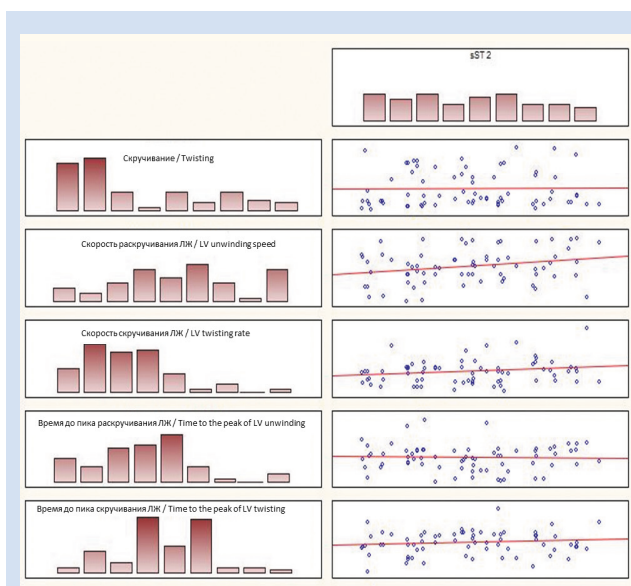 sST 2
Скручивание / Twisting
Скорость раскручивания ЛЖ / LV unwinding speed
Скорость скручивания ЛЖ / LV twisting rate
Время до пика раскручивания ЛЖ / Time to the peak of LV unwinding
Время до пика скручивания ЛЖ / Time to the peak of LV twisting